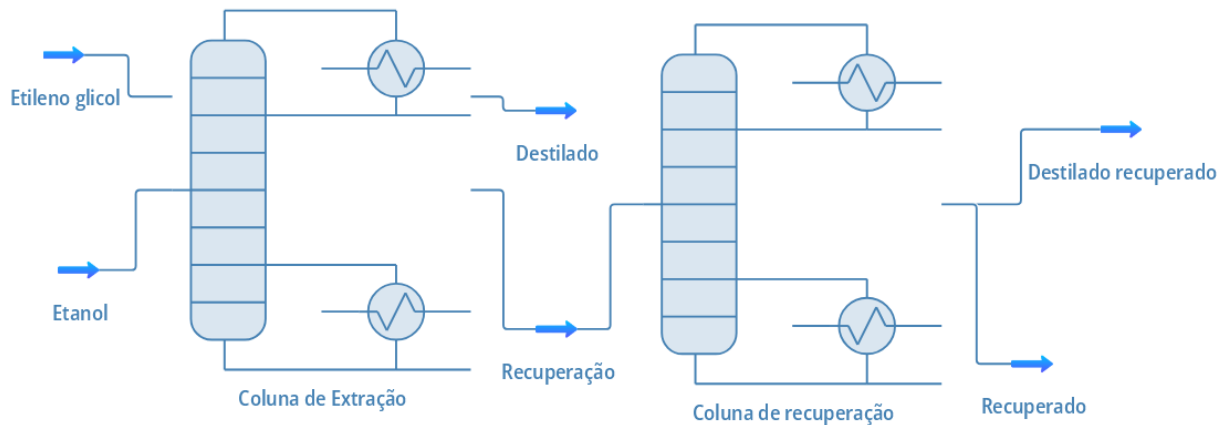 Etileno glicol
Etanol
Coluna de Extração
Destilado
Recuperação
Coluna de recuperação
Destilado recuperado
Recuperado